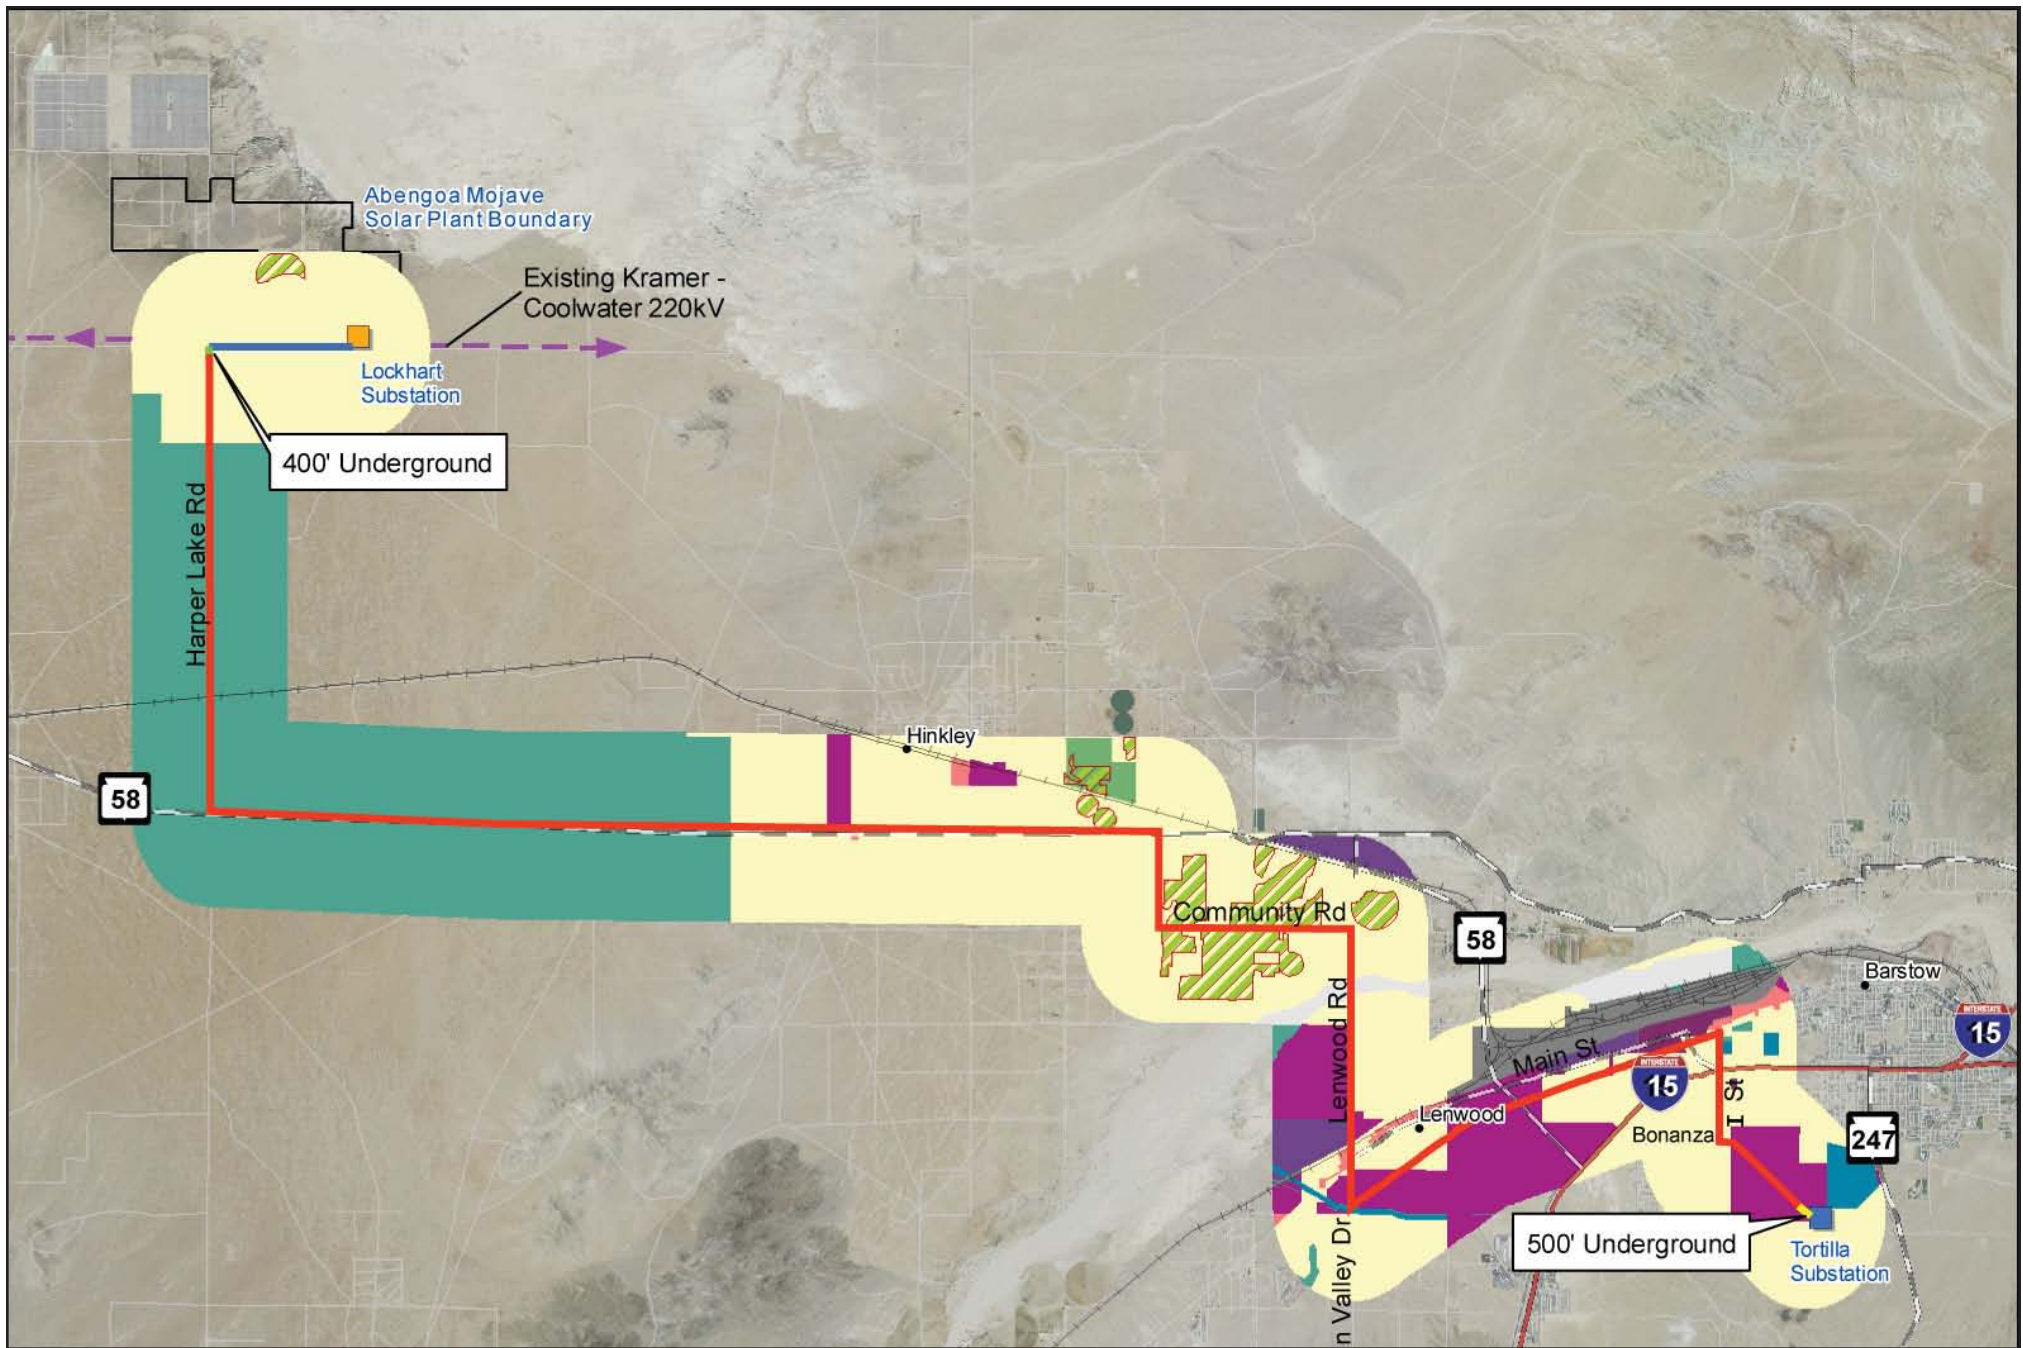 Abengoa Mojave
Solar Plant Boundary
Existing Kramer -
Coolwater 220kV
Lockhart
Substation
400' Underground
Harper Lake Rd
Hinkley
58
Community Rd
58
Lenwood Rd
Barstow
INTERSTATE
15
Main St
INTERSTATE
15
I St
Lenwood
Bonanza
247
n Valley Dr
500' Underground
Tortilla
Substation